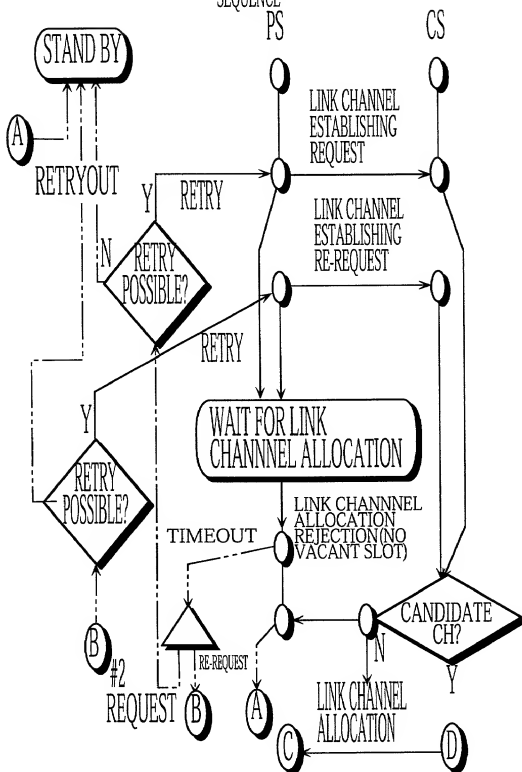 SEQUENCE
PS
CS
STAND BY
A
LINK CHANNEL
ESTABLISHING
REQUEST
RETRYOUT
Y
RETRY
N
RETRY
POSSIBLE?
LINK CHANNEL
ESTABLISHING
RE-REQUEST
RETRY
Y
WAIT FOR LINK
CHANNNEL ALLOCATION
RETRY
POSSIBLE?
LINK CHANNNEL
ALLOCATION
REJECTION(NO
VACANT SLOT)
TIMEOUT
CANDIDATE
CH?
B
#2
RE-REQUEST
N
Y
REQUEST
B
A
LINK CHANNEL
ALLOCATION
C
D